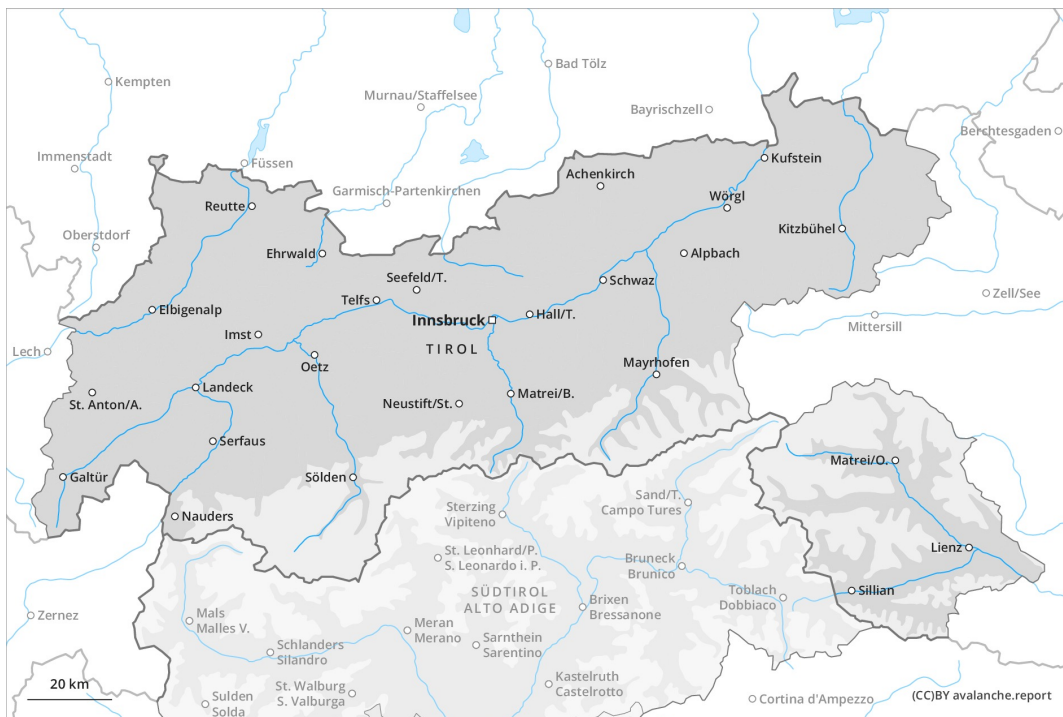 Kempten
Bad Tölz
Murnau/Staffelsee
Bayrischzell
Berchtesgaden
Immenstadt
Füssen
Kufstein
Achenkirch
Garmisch-Partenkirchen
Reutte
Wörgl
Oberstdorf
Kitzbühel
Ehrwald
Alpbach
Seefeld/T.
Schwaz
Telfs
Zell/See
Elbigenalp
Innsbruck
Hall/T.
Mittersill
Imst
TIROL
Lech
Oetz
Mayrhofen
Landeck
St. Anton/A.
Neustift/St.
Matrei/B.
Serfaus
Matrei/O.
Galtür
Sölden
Sand/T.
Campo Tures
Sterzing
Vipiteno
Nauders
Lienz
St. Leonhard/P.
S. Leonardo i. P.
Bruneck
Brunico
SÜDTIROL
ALTO ADIGE
Toblach
Dobbiaco
Sillian
Brixen
Bressanone
Zernez
Mals
Malles V.
Meran
Merano
Sarnthein
Sarentino
Schlanders
Silandro
20 km
St. Walburg
S. Valburga
Kastelruth
Castelrotto
Sulden
Solda
Cortina d'Ampezzo
(CC)BY avalanche.report